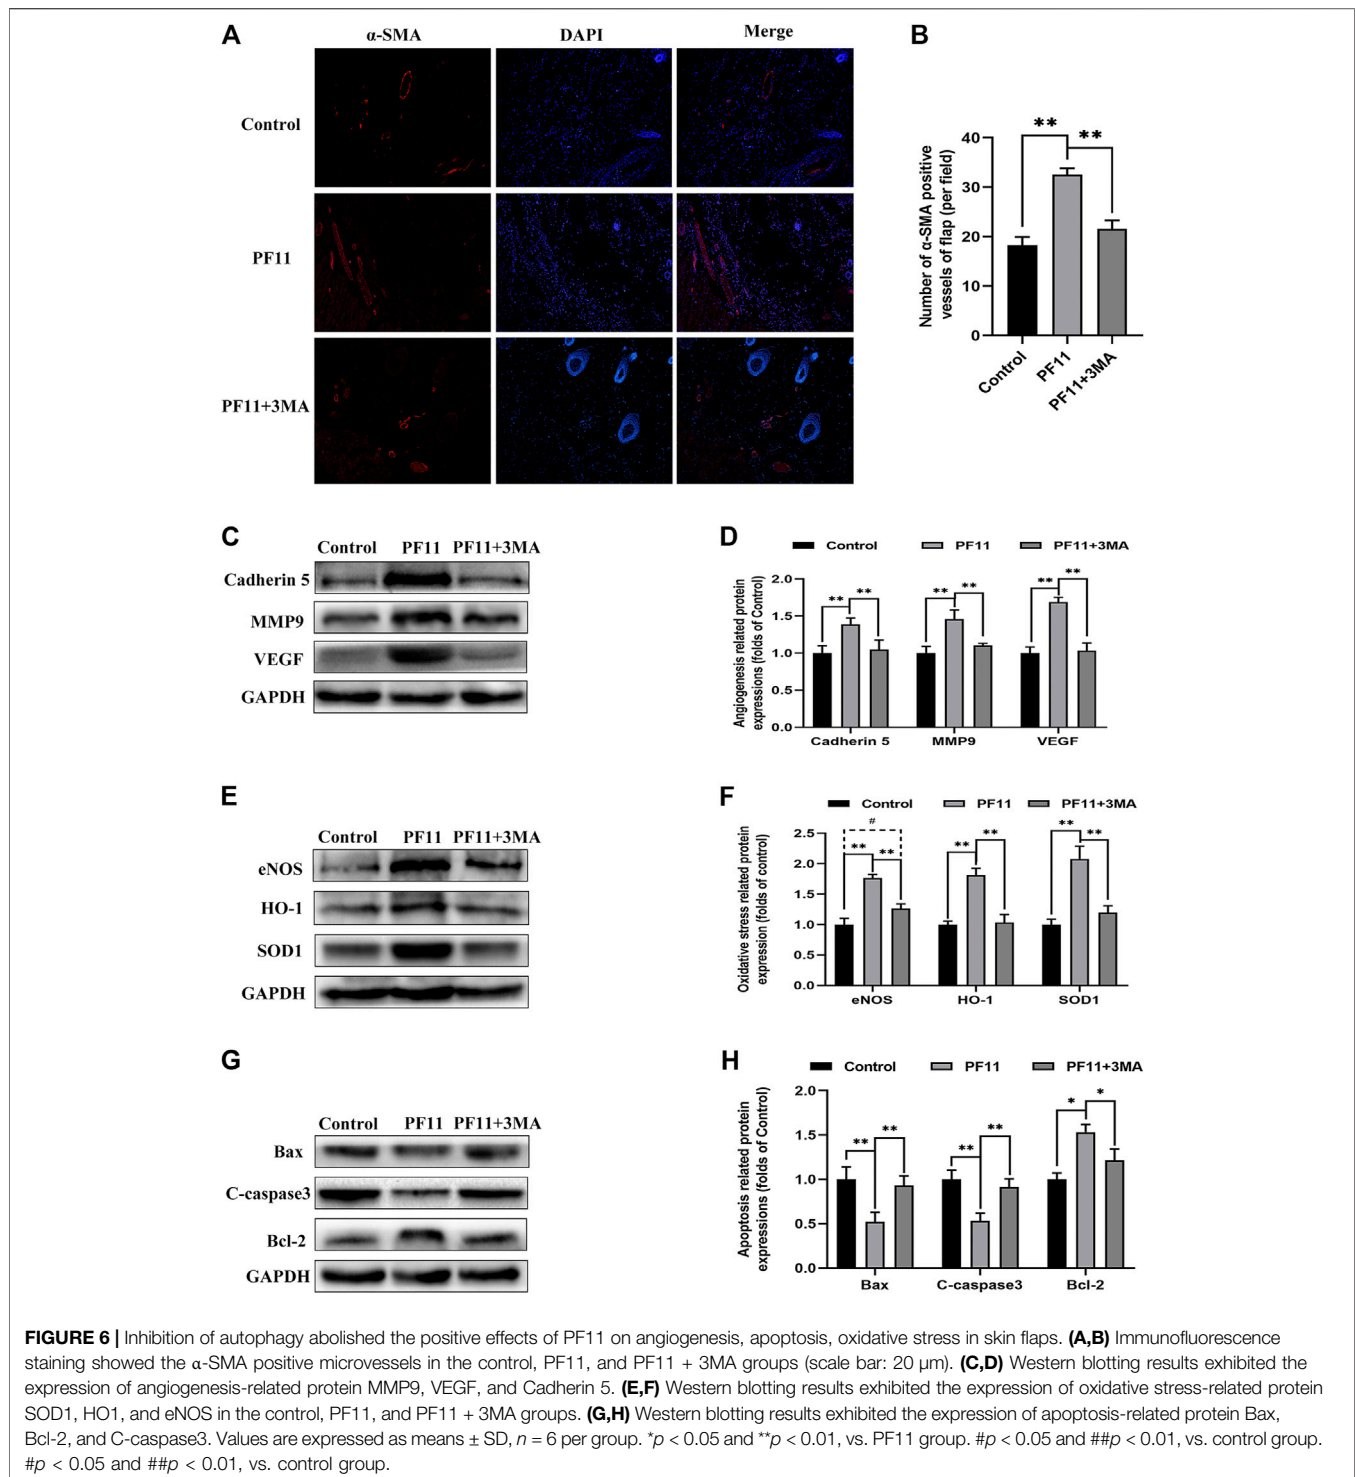 A
α-SMA
DAPI
Merge
Control
PF11
PF11+3MA
B
Number of α-SMA positive
vessels of flap (per field)
40
30
20
10
0
**
**
Control
PF11
PF11+3MA
C
Control PF11 PF11+3MA
Cadherin 5
MMP9
VEGF
GAPDH
D
Control PF11 PF11+3MA
Angiogenesis related protein
expressions (folds of Control)
2.0
1.5
1.0
0.5
0.0
** ** ** ** ** **
Cadherin 5 MMP9 VEGF
E
Control PF11 PF11+3MA
eNOS
HO-1
SOD1
GAPDH
F
Control PF11 PF11+3MA
Oxidative stress related protein
expression (folds of control)
2.5
2.0
1.5
1.0
0.5
0.0
#
** ** ** ** ** **
eNOS HO-1 SOD1
G
Control PF11 PF11+3MA
Bax
C-caspase3
Bcl-2
GAPDH
H
Control PF11 PF11+3MA
Apoptosis related protein
expressions (folds of Control)
2.0
1.5
1.0
0.5
0.0
** ** ** ** * *
Bax C-caspase3 Bcl-2
FIGURE 6 | Inhibition of autophagy abolished the positive effects of PF11 on angiogenesis, apoptosis, oxidative stress in skin flaps. (A,B) Immunofluorescence
staining showed the α-SMA positive microvessels in the control, PF11, and PF11 + 3MA groups (scale bar: 20 μm). (C,D) Western blotting results exhibited the
expression of angiogenesis-related protein MMP9, VEGF, and Cadherin 5. (E,F) Western blotting results exhibited the expression of oxidative stress-related protein
SOD1, HO1, and eNOS in the control, PF11, and PF11 + 3MA groups. (G,H) Western blotting results exhibited the expression of apoptosis-related protein Bax,
Bcl-2, and C-caspase3. Values are expressed as means ± SD, n = 6 per group. *p < 0.05 and **p < 0.01, vs. PF11 group. #p < 0.05 and ##p < 0.01, vs. control group.
#p < 0.05 and ##p < 0.01, vs. control group.